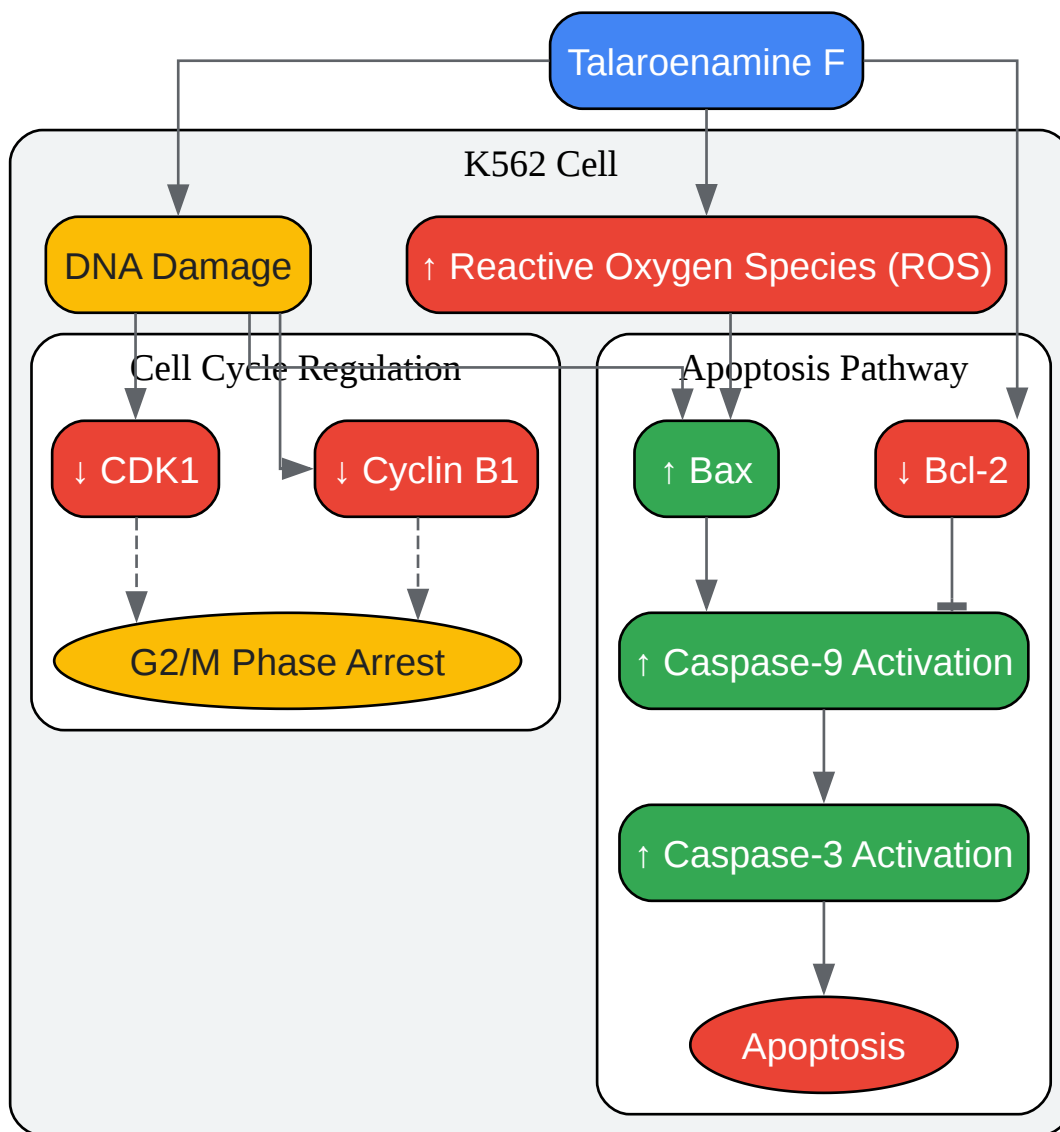 Talaroenamine F
K562 Cell
DNA Damage
↑ Reactive Oxygen Species (ROS)
Cell Cycle Regulation
Apoptosis Pathway
↓ CDK1
↓ Cyclin B1
↑ Bax
↓ Bcl-2
G2/M Phase Arrest
↑ Caspase-9 Activation
↑ Caspase-3 Activation
Apoptosis